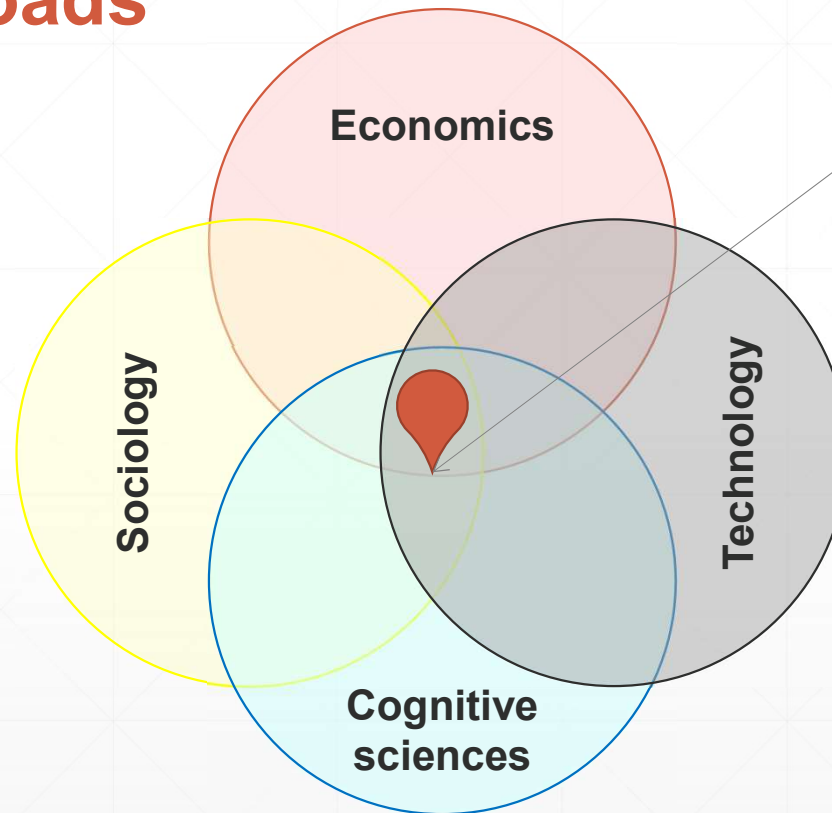 oads
Economics
Sociology
Technology
Cognitive
sciences